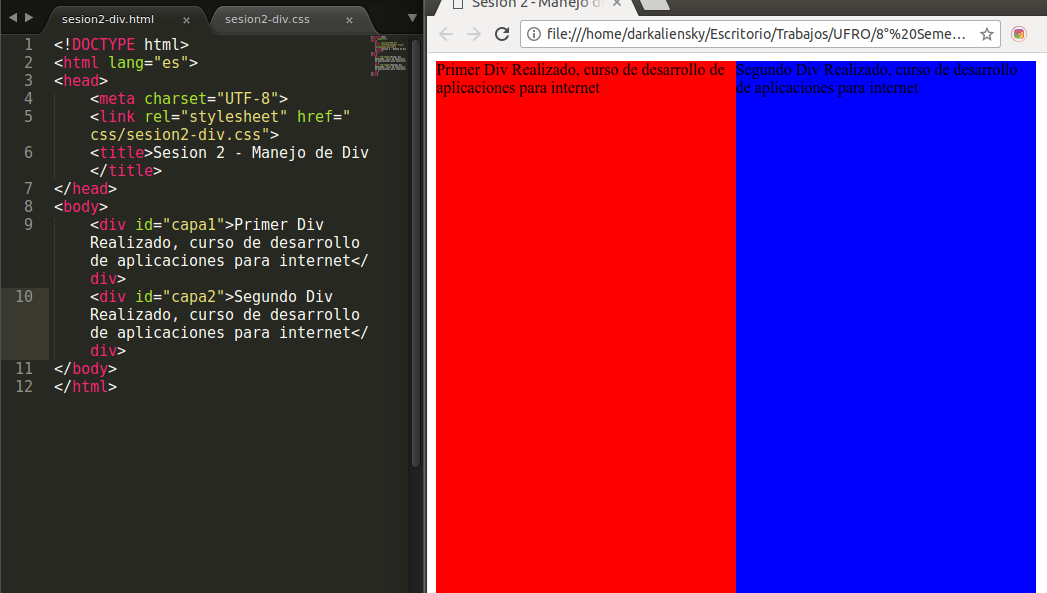 sesion2-div.html × sesion2-div.css ×
1 <!DOCTYPE html>
2 <html lang="es">
3 <head>
4 <meta charset="UTF-8">
5 <link rel="stylesheet" href="
css/sesion2-div.css">
6 <title>Sesion 2 - Manejo de Div
</title>
7 </head>
8 <body>
9 <div id="capa1">Primer Div
Realizado, curso de desarrollo
de aplicaciones para internet</
div>
10 <div id="capa2">Segundo Div
Realizado, curso de desarrollo
de aplicaciones para internet</
div>
11 </body>
12 </html>
Sesion 2 - Manejo d ×
file:///home/darkaliensky/Escritorio/Trabajos/UFRO/8°%20Seme...
Primer Div Realizado, curso de desarrollo de
aplicaciones para internet
Segundo Div Realizado, curso de desarrollo
de aplicaciones para internet